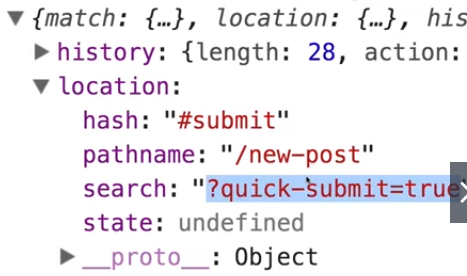 ▼{match: {…}, location: {…}, his
▶history: {length: 28, action:
▼location:
hash: "#submit"
pathname: "/new-post"
search: "?quick-submit=true
state: undefined
▶__proto__: Object